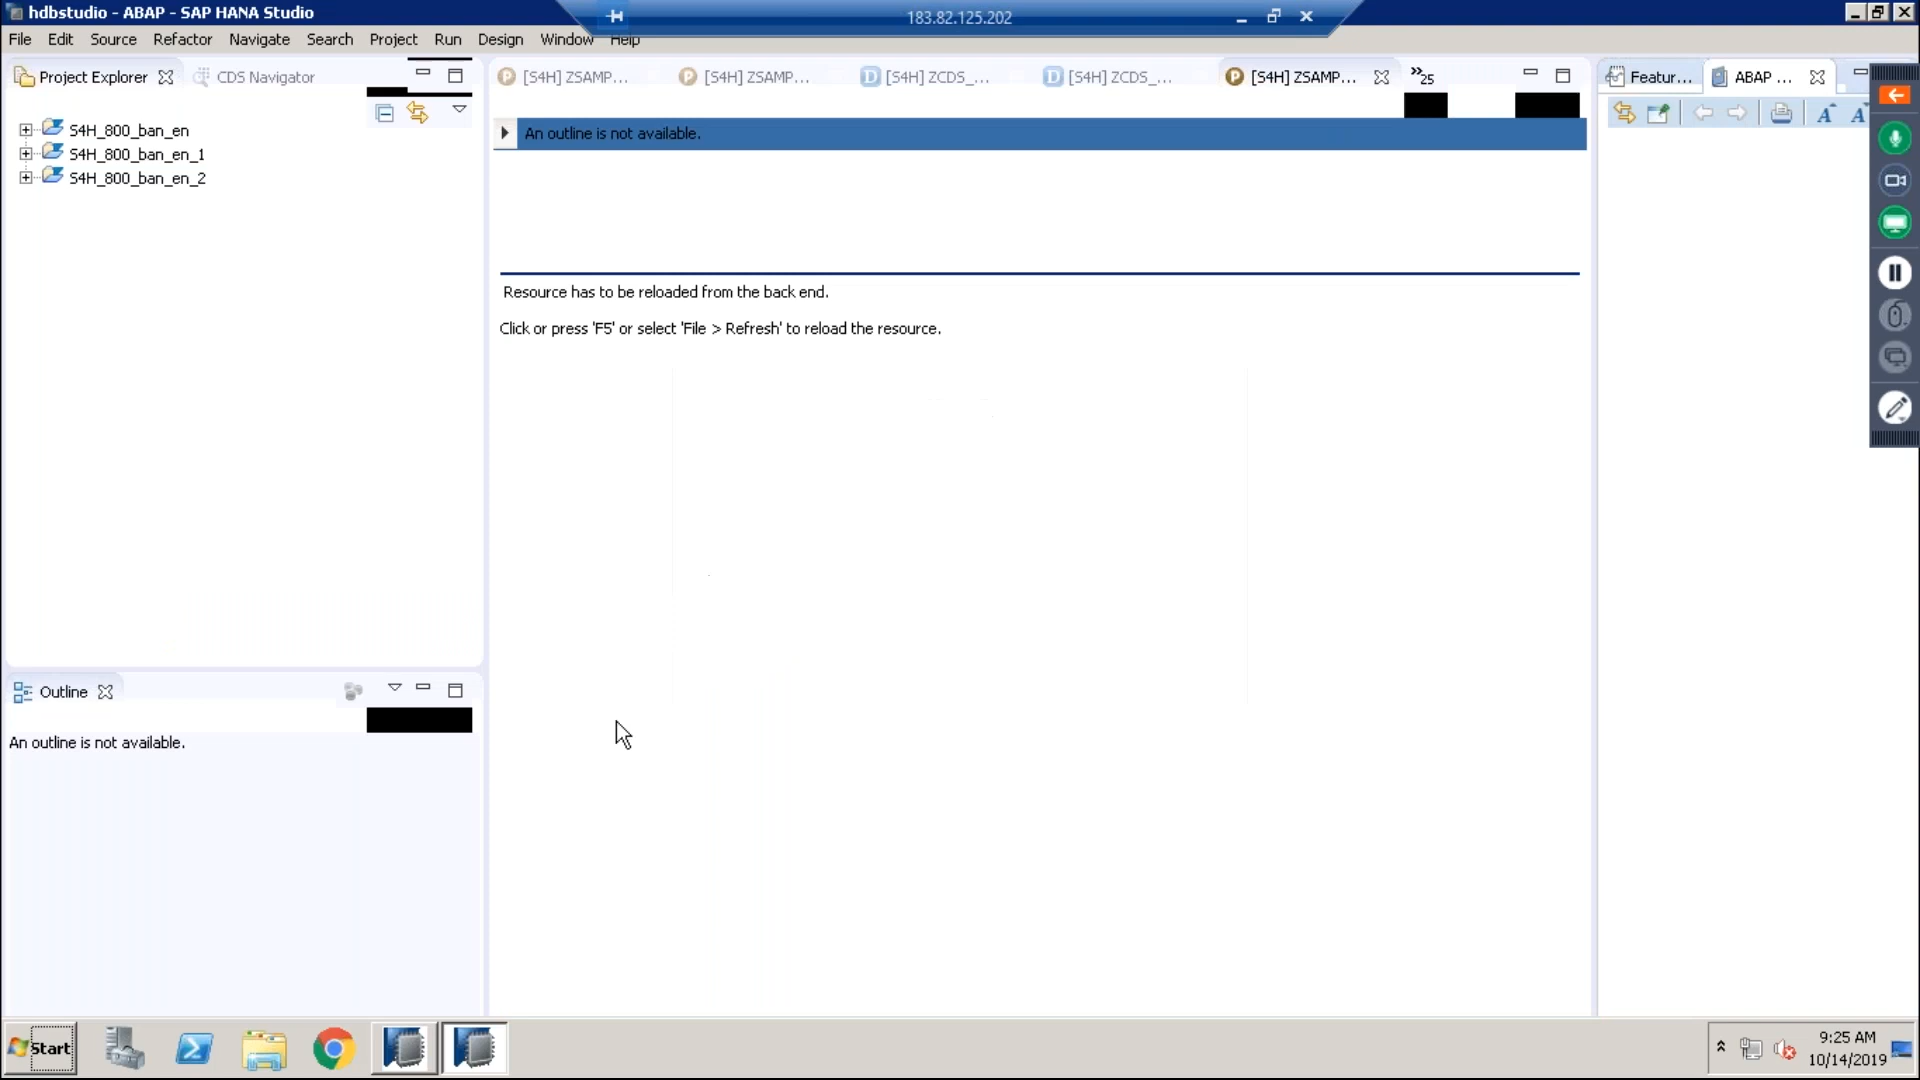 hdbstudio - ABAP - SAP HANA Studio
183.82.125.202
File Edit Source Refactor Navigate Search Project Run Design Window Help
Project Explorer
CDS Navigator
[S4H] ZSAMP...
[S4H] ZSAMP...
[S4H] ZCDS_...
[S4H] ZCDS_...
[S4H] ZSAMP...
»25
Featur...
ABAP ...
An outline is not available.
S4H_800_ban_en
S4H_800_ban_en_1
S4H_800_ban_en_2
Resource has to be reloaded from the back end.
Click or press 'F5' or select 'File > Refresh' to reload the resource.
Outline
An outline is not available.
Start
9:25 AM
10/14/2019